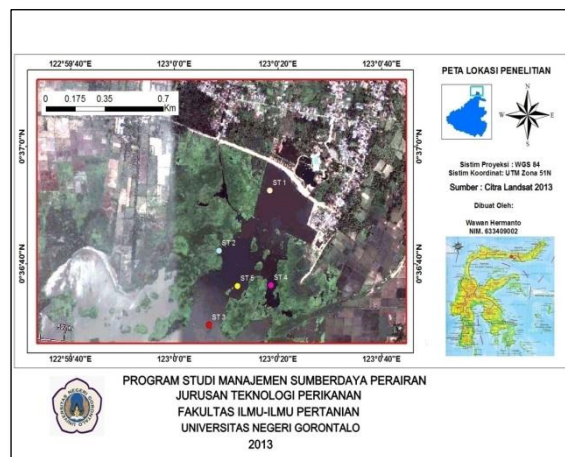 122°59'40"E
123°0'0"E
123°0'20"E
123°0'40"E
0
0.175
0.35
0.7
Km
0°37'0"N
0°36'40"N
0°37'0"N
0°36'40"N
ST 1
ST 2
ST 5
ST 4
ST 3
122°59'40"E
123°0'0"E
123°0'20"E
123°0'40"E
PETA LOKASI PENELITIAN
N
W
E
S
Sistim Proyeksi : WGS 84
Sistim Koordinat: UTM Zona 51N
Sumber : Citra Landsat 2013
Dibuat Oleh:
Wawan Hermanto
NIM. 633409002
PROGRAM STUDI MANAJEMEN SUMBERDAYA PERAIRAN
JURUSAN TEKNOLOGI PERIKANAN
FAKULTAS ILMU-ILMU PERTANIAN
UNIVERSITAS NEGERI GORONTALO
2013